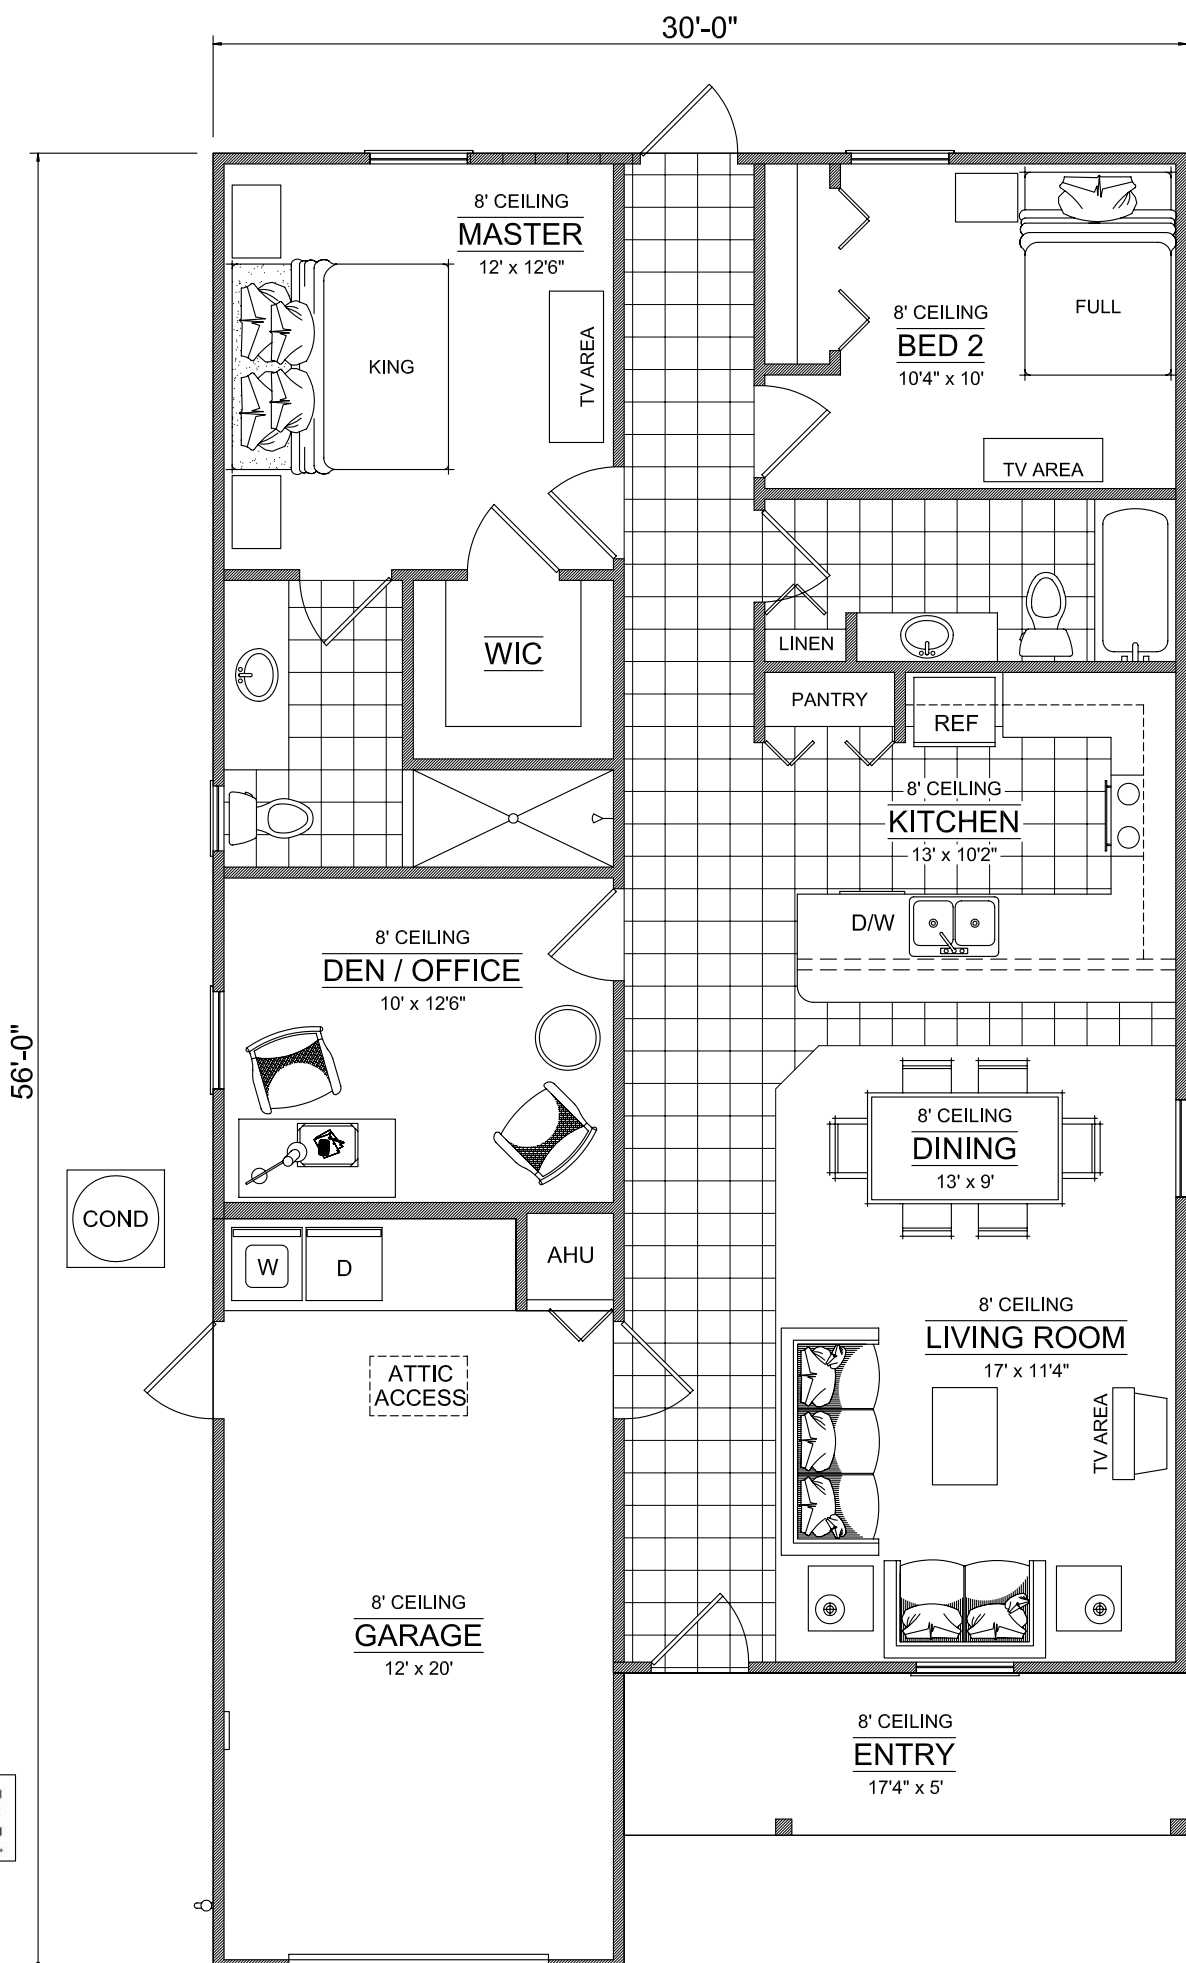 30'-0"
8' CEILING
MASTER
12' x 12'6"
KING
TV AREA
8' CEILING
BED 2
10'4" x 10'
FULL
TV AREA
WIC
LINEN
PANTRY
REF
8' CEILING
KITCHEN
13' x 10'2"
D/W
8' CEILING
DEN / OFFICE
10' x 12'6"
56'-0"
8' CEILING
DINING
13' x 9'
COND
W
D
AHU
8' CEILING
LIVING ROOM
17' x 11'4"
TV AREA
ATTIC
ACCESS
8' CEILING
GARAGE
12' x 20'
8' CEILING
ENTRY
17'4" x 5'